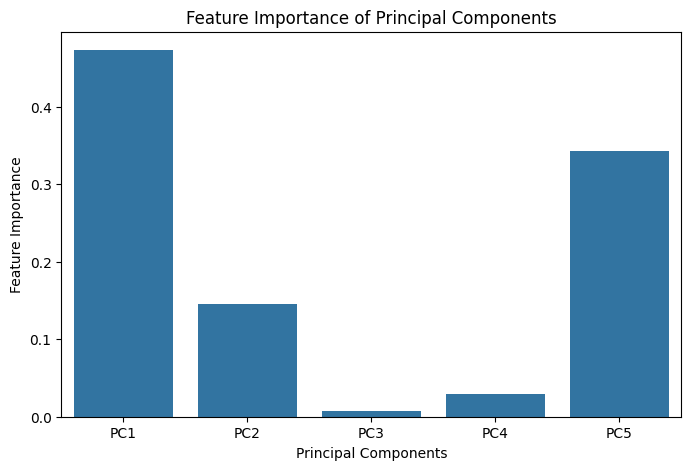 Feature Importance of Principal Components
Feature Importance
0.4
0.3
0.2
0.1
0.0
PC1 PC2 PC3 PC4 PC5
Principal Components